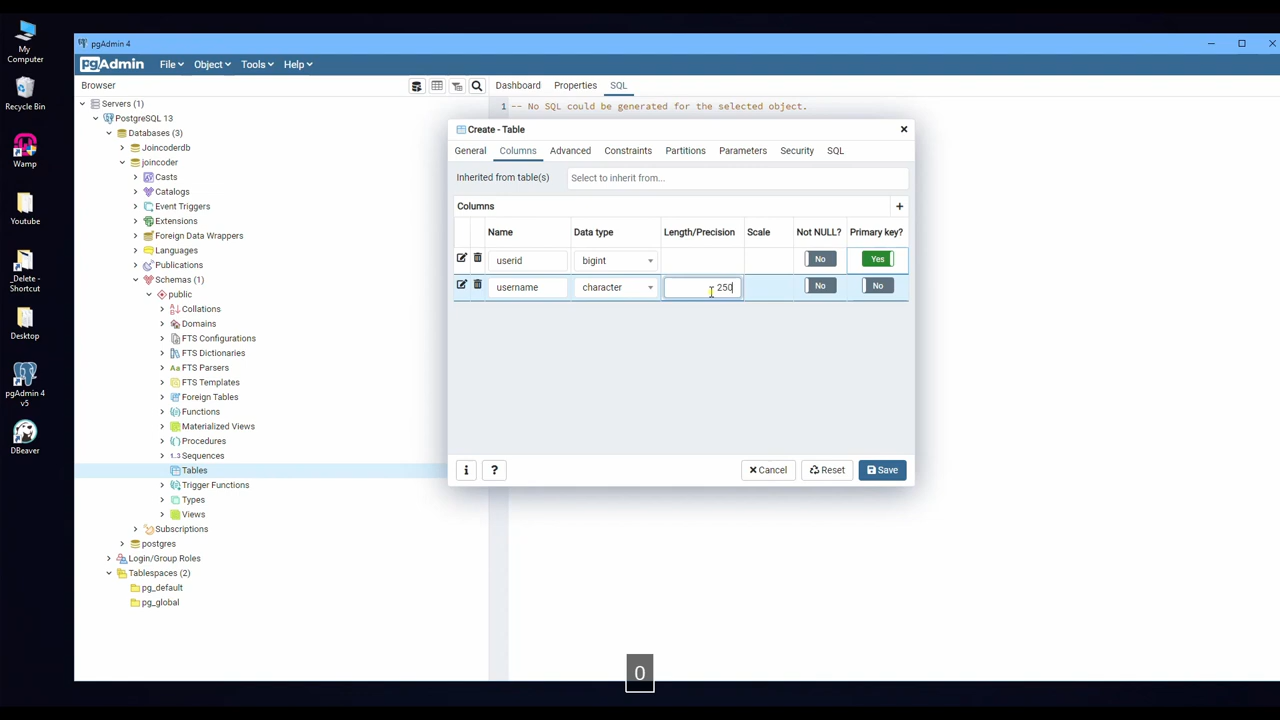 My Computer
Recycle Bin
Wamp
Youtube
_Delete - Shortcut
Desktop
pgAdmin 4 v5
DBeaver
pgAdmin 4
pgAdmin File Object Tools Help
Browser
Dashboard Properties SQL
Servers (1)
PostgreSQL 13
Databases (3)
Joincoderdb
joincoder
Casts
Catalogs
Event Triggers
Extensions
Foreign Data Wrappers
Languages
Publications
Schemas (1)
public
Collations
Domains
FTS Configurations
FTS Dictionaries
Aa FTS Parsers
FTS Templates
Foreign Tables
Functions
Materialized Views
Procedures
1..3 Sequences
Tables
Trigger Functions
Types
Views
Subscriptions
postgres
Login/Group Roles
Tablespaces (2)
pg_default
pg_global
1 -- No SQL could be generated for the selected object.
Create - Table
General Columns Advanced Constraints Partitions Parameters Security SQL
Inherited from table(s) Select to inherit from...
Columns
Name Data type Length/Precision Scale Not NULL? Primary key?
userid bigint No Yes
username character 250 No No
i ? Cancel Reset Save
0